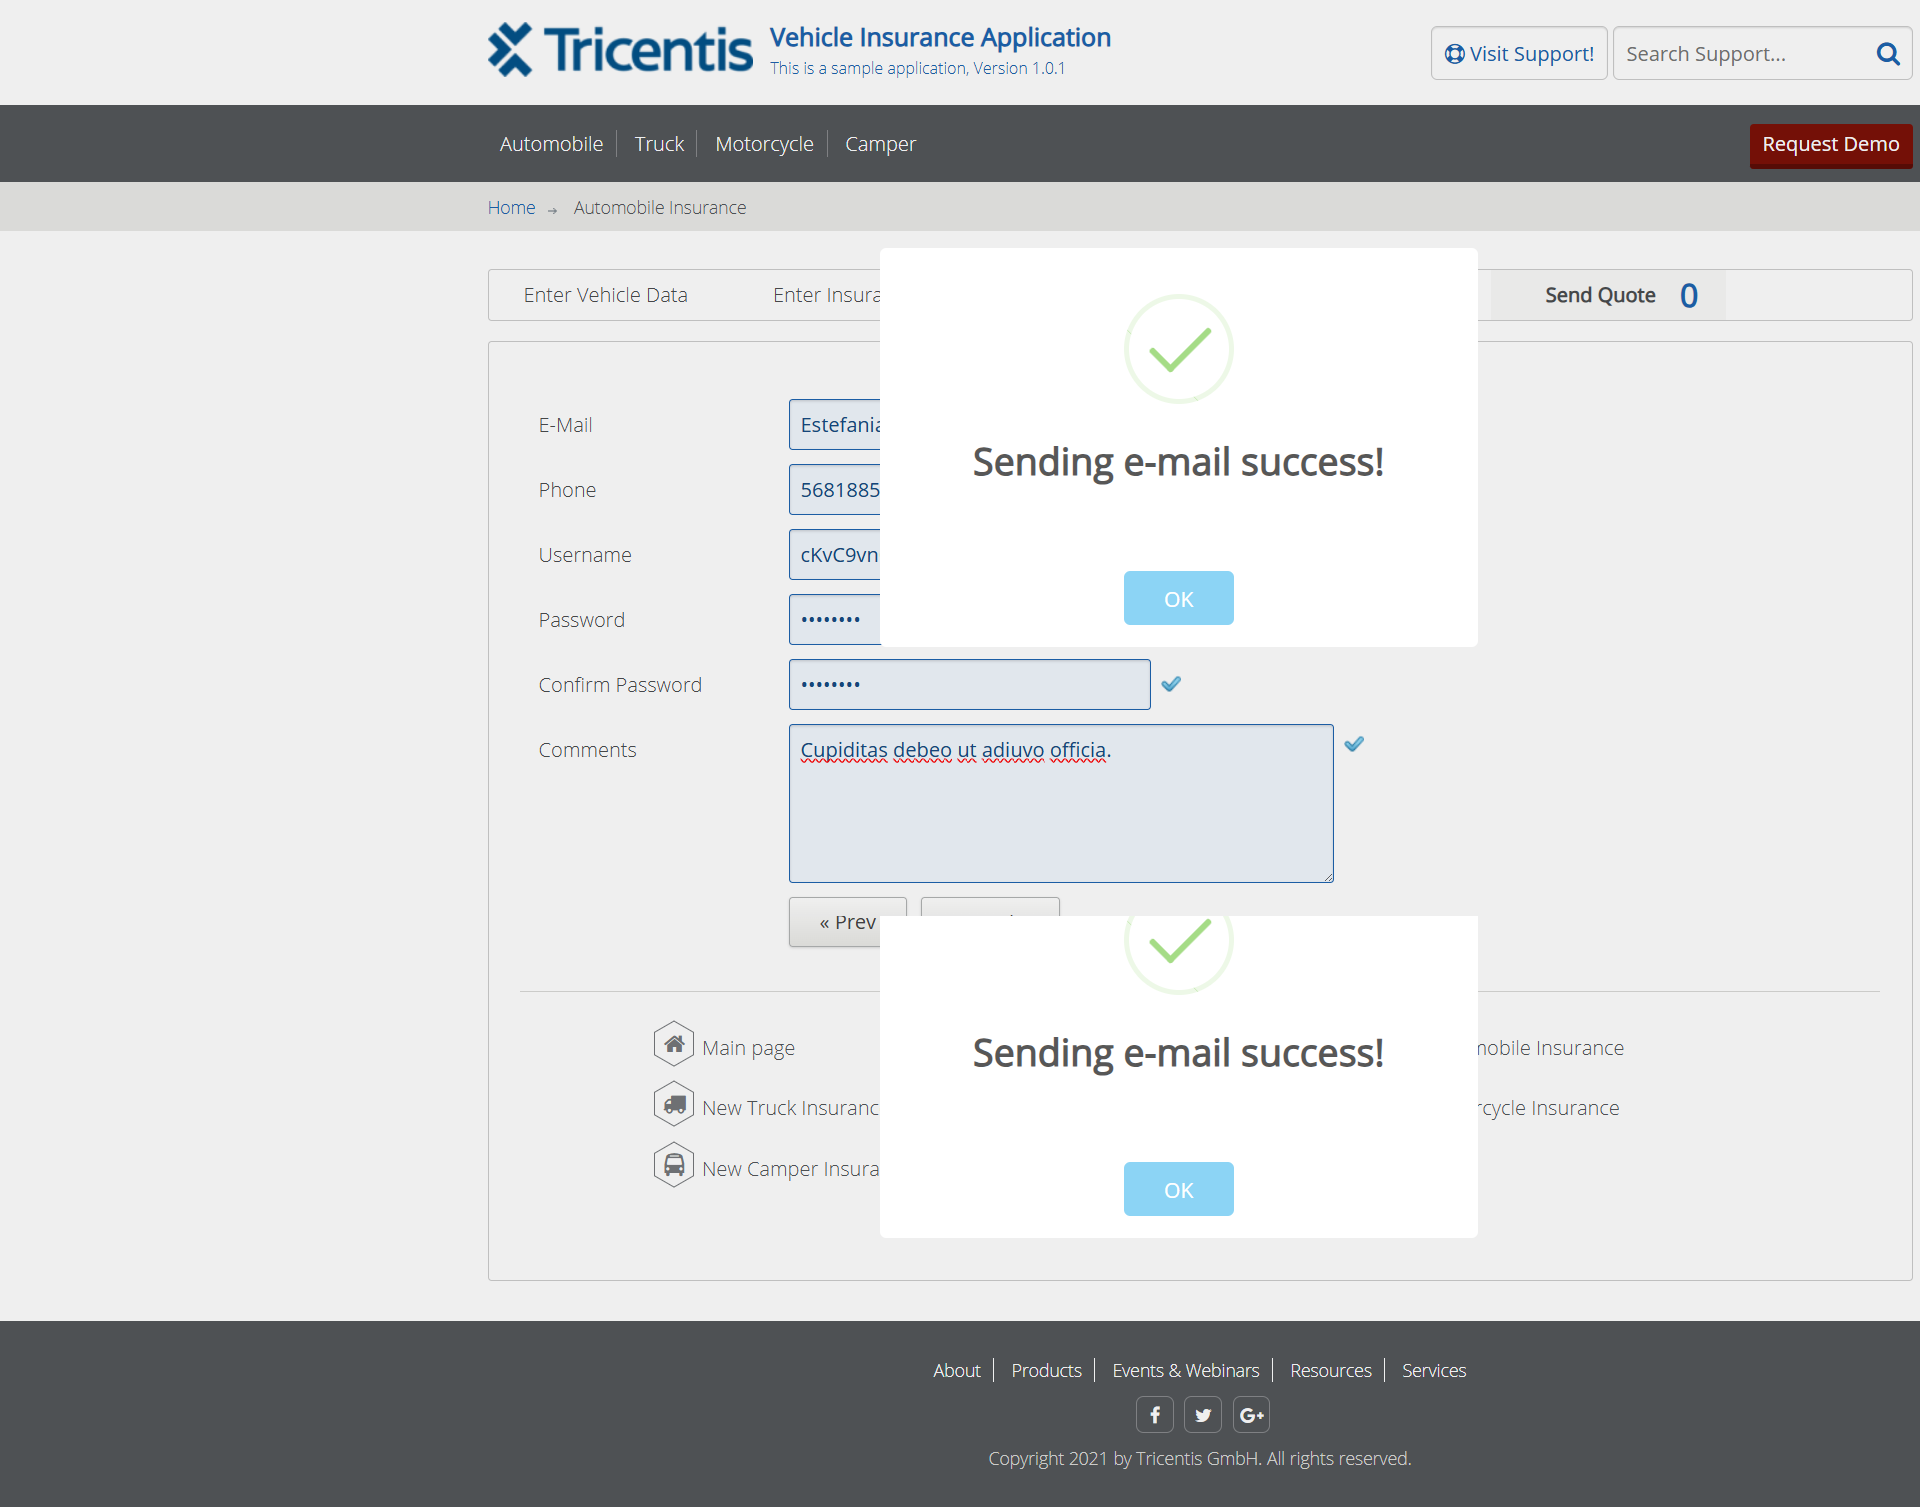 Tricentis
Vehicle Insurance Application
This is a sample application, Version 1.0.1
Visit Support!
Search Support...
Automobile
Truck
Motorcycle
Camper
Request Demo
Home → Automobile Insurance
Enter Vehicle Data
Enter Insura
Send Quote 0
Sending e-mail success!
OK
E-Mail
Estefania
Phone
5681885
Username
cKvC9vn
Password
••••••••
Confirm Password
••••••••
Comments
Cupiditas debeo ut adiuvo officia.
« Prev
Sending e-mail success!
OK
Main page
mobile Insurance
New Truck Insuranc
rcycle Insurance
New Camper Insura
About
Products
Events & Webinars
Resources
Services
Copyright 2021 by Tricentis GmbH. All rights reserved.